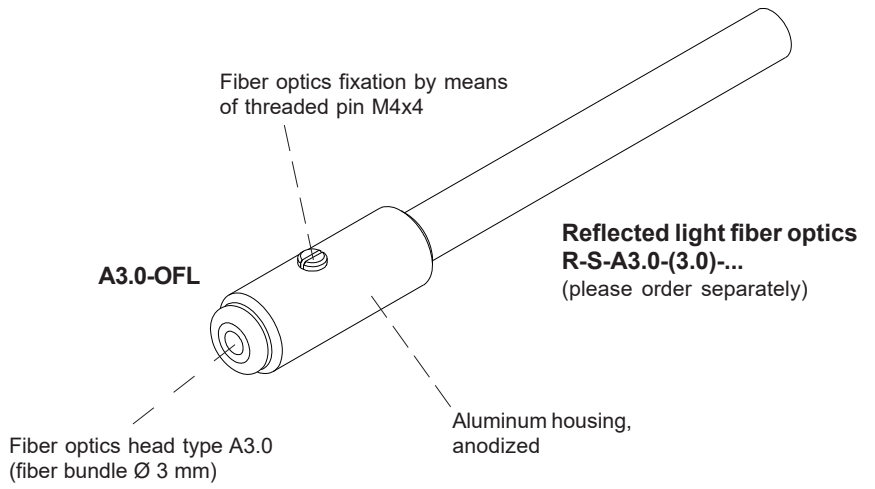 Fiber optics fixation by means
of threaded pin M4x4
A3.0-OFL
Reflected light fiber optics
R-S-A3.0-(3.0)-...
(please order separately)
Aluminum housing,
anodized
Fiber optics head type A3.0
(fiber bundle Ø 3 mm)